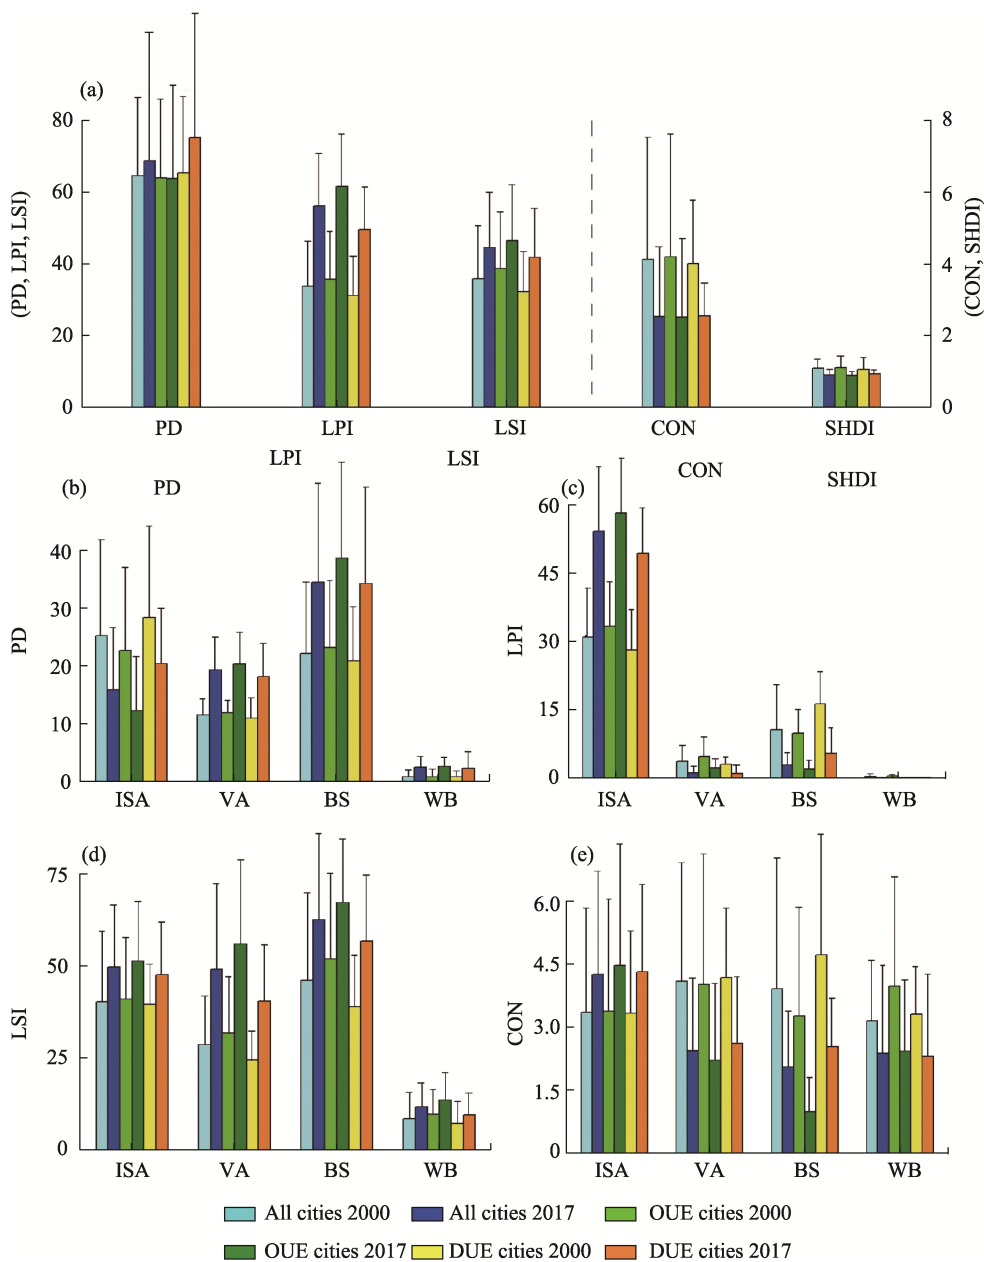 (a)
80
60
40
20
0
(PD, LPI, LSI)
8
6
4
2
0
(CON, SHDI)
PD LPI LSI CON SHDI
LPI LSI CON SHDI
PD
(b)
40
30
20
10
0
PD
ISA VA BS WB
(c)
60
45
30
15
0
LPI
ISA VA BS WB
(d)
75
50
25
0
LSI
ISA VA BS WB
(e)
6.0
4.5
3.0
1.5
0
CON
ISA VA BS WB
All cities 2000 All cities 2017 OUE cities 2000
OUE cities 2017 DUE cities 2000 DUE cities 2017